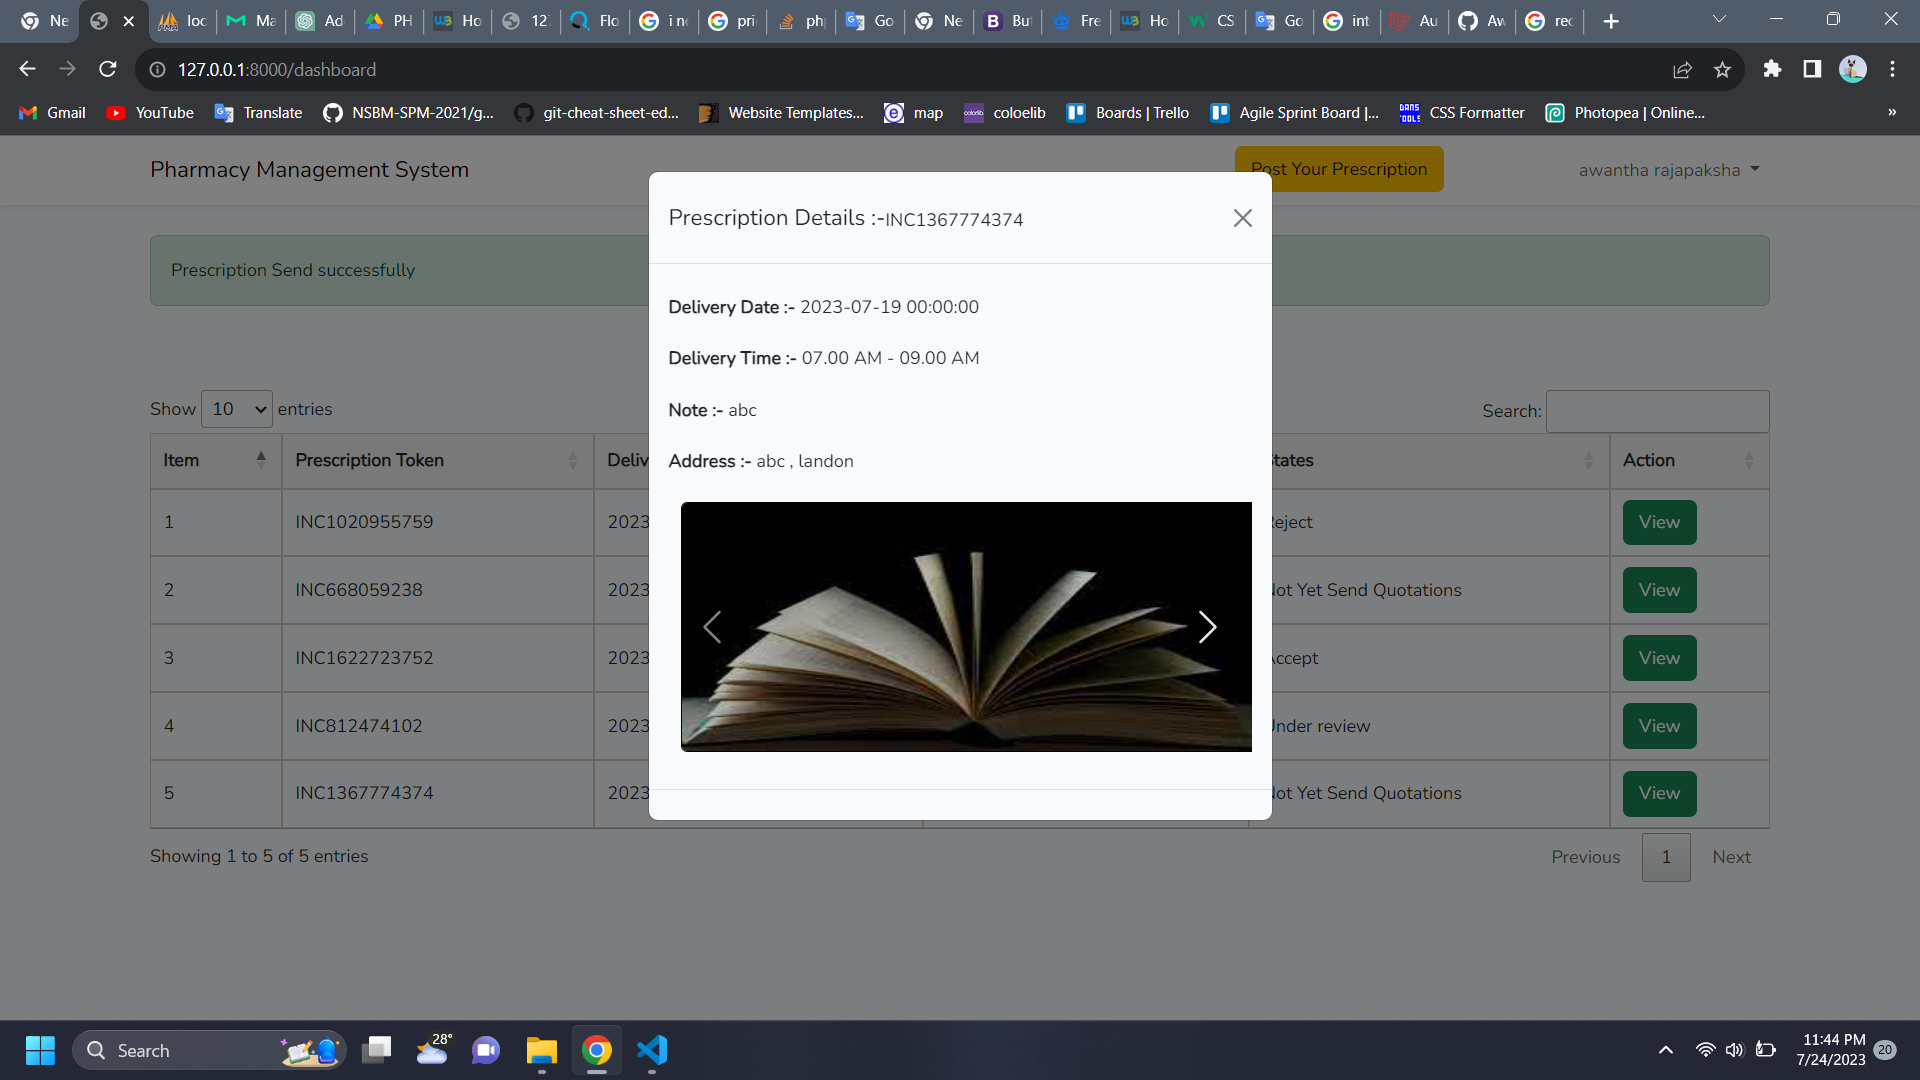 Ne
loc
Ma
Ad
PH
Ho
127
Flo
i ne
pri
php
Go
Ne
But
Fre
Ho
CS
Go
int
Au
Aw
rec
127.0.0.1:8000/dashboard
Gmail
YouTube
Translate
NSBM-SPM-2021/g...
git-cheat-sheet-ed...
Website Templates...
map
coloelib
Boards | Trello
Agile Sprint Board |...
CSS Formatter
Photopea | Online...
»
Pharmacy Management System
Post Your Prescription
awantha rajapaksha
Prescription Send successfully
Prescription Details :-INC1367774374
Delivery Date :- 2023-07-19 00:00:00
Delivery Time :- 07.00 AM - 09.00 AM
Note :- abc
Address :- abc , landon
Show 10 entries
Search:
Item Prescription Token Deliv tates Action
1 INC1020955759 2023 eject View
2 INC668059238 2023 ot Yet Send Quotations View
3 INC1622723752 2023 ccept View
4 INC812474102 2023 nder review View
5 INC1367774374 2023 ot Yet Send Quotations View
Showing 1 to 5 of 5 entries
Previous 1 Next
Search
28°
11:44 PM
7/24/2023
20